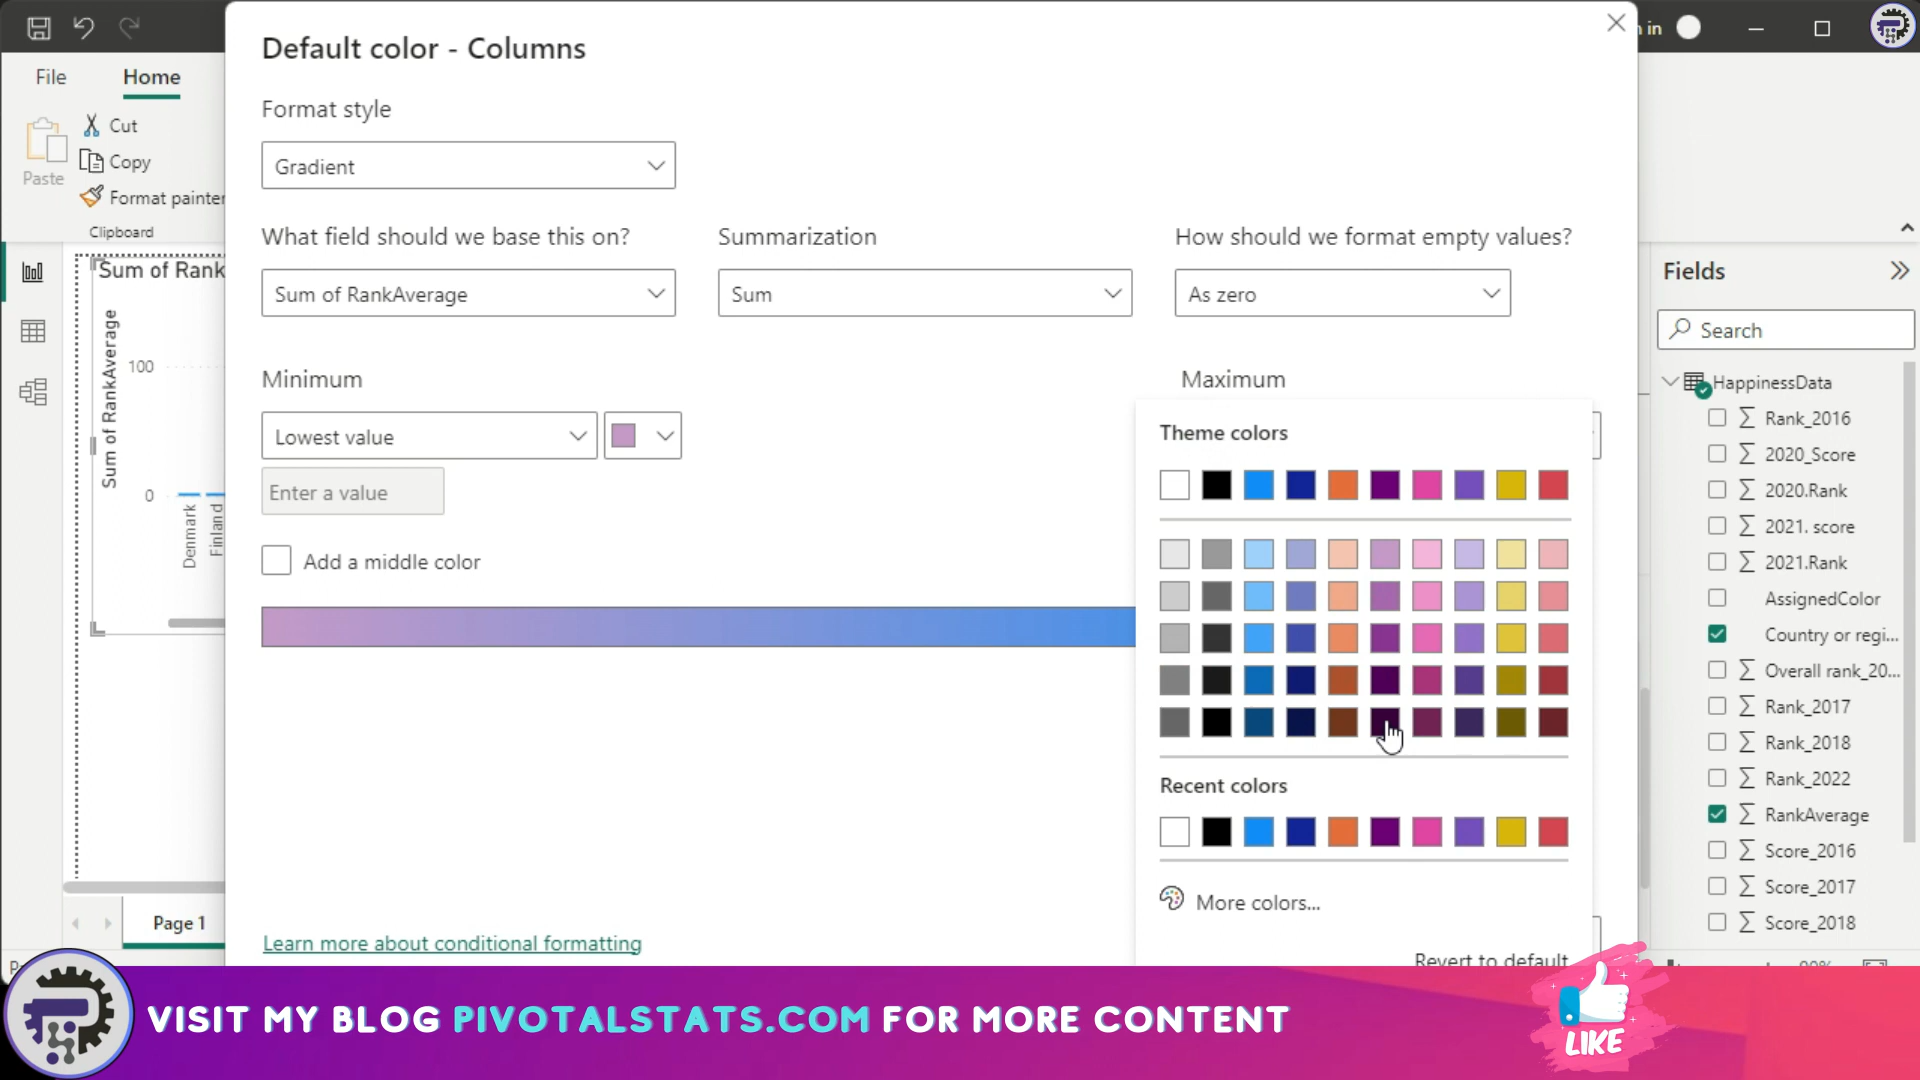 Default color - Columns
n in
File
Home
Format style
Cut
Gradient
Copy
Paste
Format painter
Clipboard
What field should we base this on?
Summarization
How should we format empty values?
Sum of RankAverage
Sum
As zero
Sum of Rank
Sum of RankAverage
100
0
Denmark
Finland
Minimum
Maximum
Lowest value
Enter a value
Add a middle color
Theme colors
Recent colors
More colors...
Revert to default
Learn more about conditional formatting
Page 1
Fields
Search
HappinessData
Rank_2016
2020_Score
2020.Rank
2021. score
2021.Rank
AssignedColor
Country or regi...
Overall rank_20...
Rank_2017
Rank_2018
Rank_2022
RankAverage
Score_2016
Score_2017
Score_2018
VISIT MY BLOG PIVOTALSTATS.COM FOR MORE CONTENT
LIKE